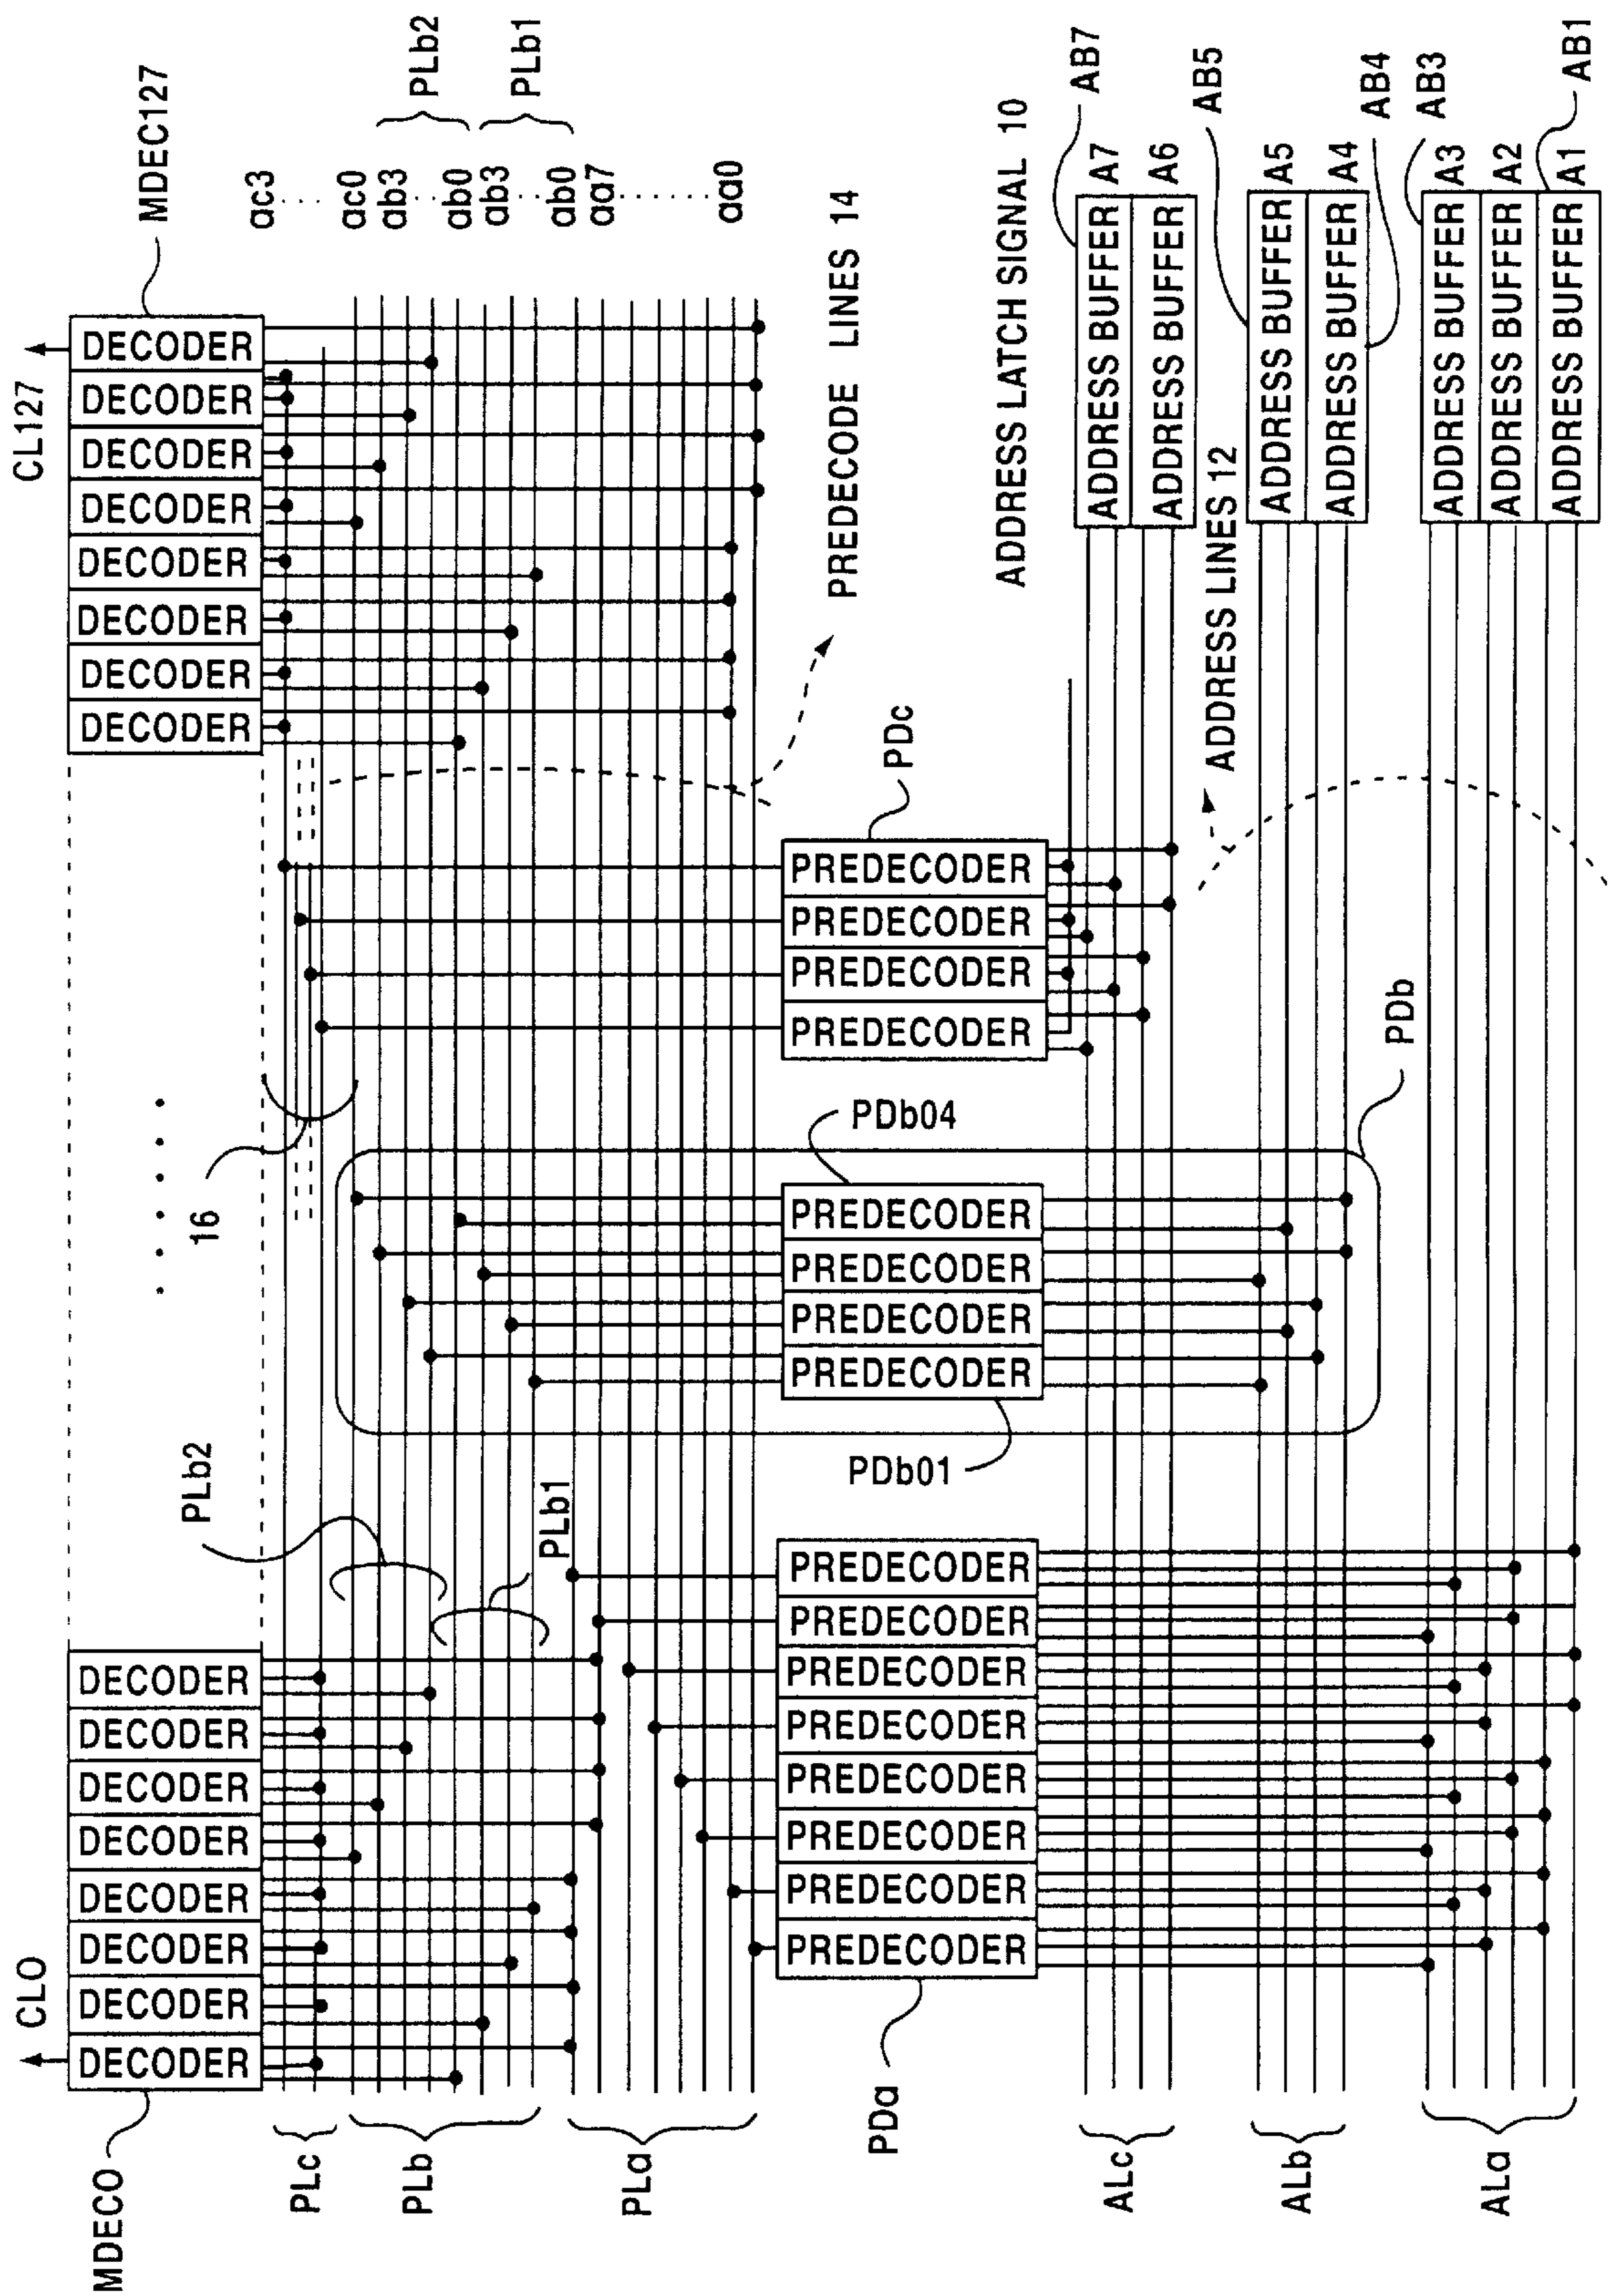 CL127
MDEC127
DECODER
DECODER
DECODER
DECODER
DECODER
DECODER
DECODER
DECODER
ac3
ac0
ab3
ab0
ab3
ab0
aa7
aa0
PLb2
PLb1
PREDECODE LINES 14
ADDRESS LATCH SIGNAL 10
AB7
ADDRESS BUFFER A7
ADDRESS BUFFER A6
ADDRESS LINES 12
AB5
ADDRESS BUFFER A5
ADDRESS BUFFER A4
AB4
AB3
ADDRESS BUFFER A3
ADDRESS BUFFER A2
ADDRESS BUFFER A1
AB1
PDc
PREDECODER
PREDECODER
PREDECODER
PREDECODER
16
PDb
PDb04
PREDECODER
PREDECODER
PREDECODER
PREDECODER
PDb01
PLb2
PLb1
PREDECODER
PREDECODER
PREDECODER
PREDECODER
PREDECODER
PREDECODER
PREDECODER
PREDECODER
PDa
DECODER
DECODER
DECODER
DECODER
DECODER
DECODER
DECODER
DECODER
CLO
MDECO
PLc
PLb
PLa
ALc
ALb
ALa